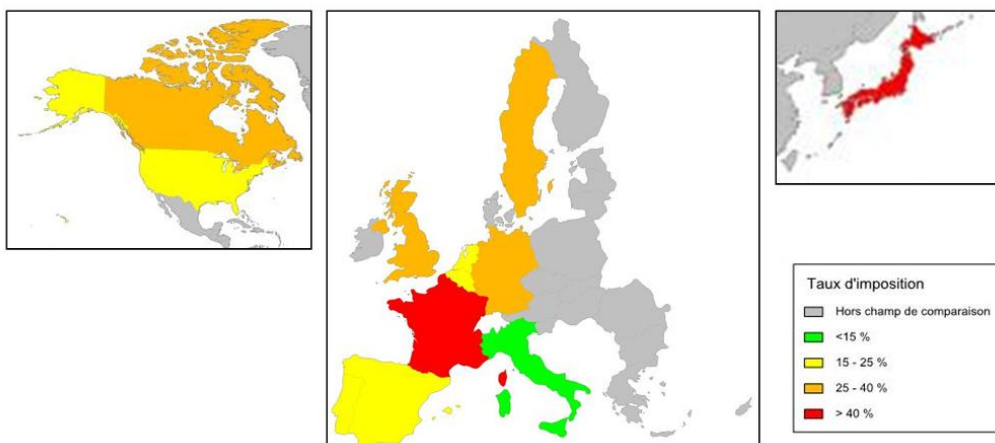 Taux d'imposition
Hors champ de comparaison
<15 %
15 - 25 %
25 - 40 %
> 40 %